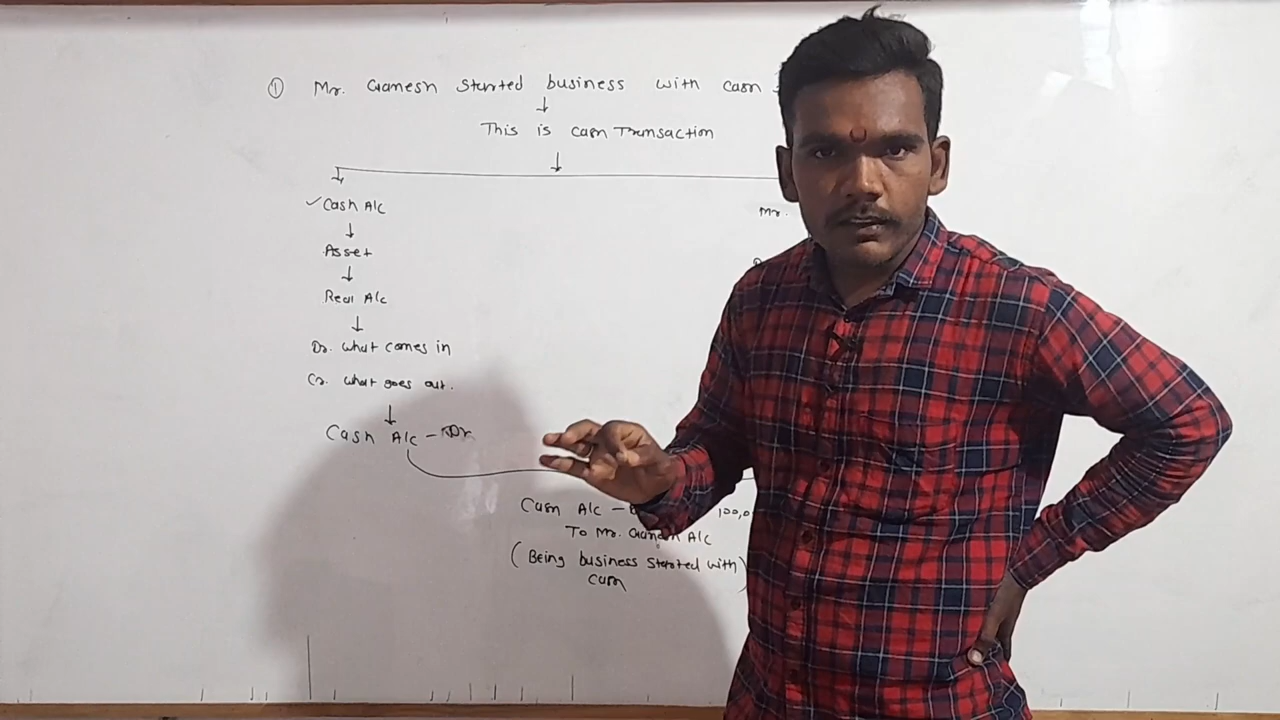 ① Mr. Ganesh Started business with cash
This is cash Transaction
✓Cash A/c
Asset
Real A/c
Dr. what comes in
Cr. what goes out.
Cash A/c - Dr
Mr.
Cash A/c - 100,0
To Mr. Ganesh A/c
(Being business started with
cash )